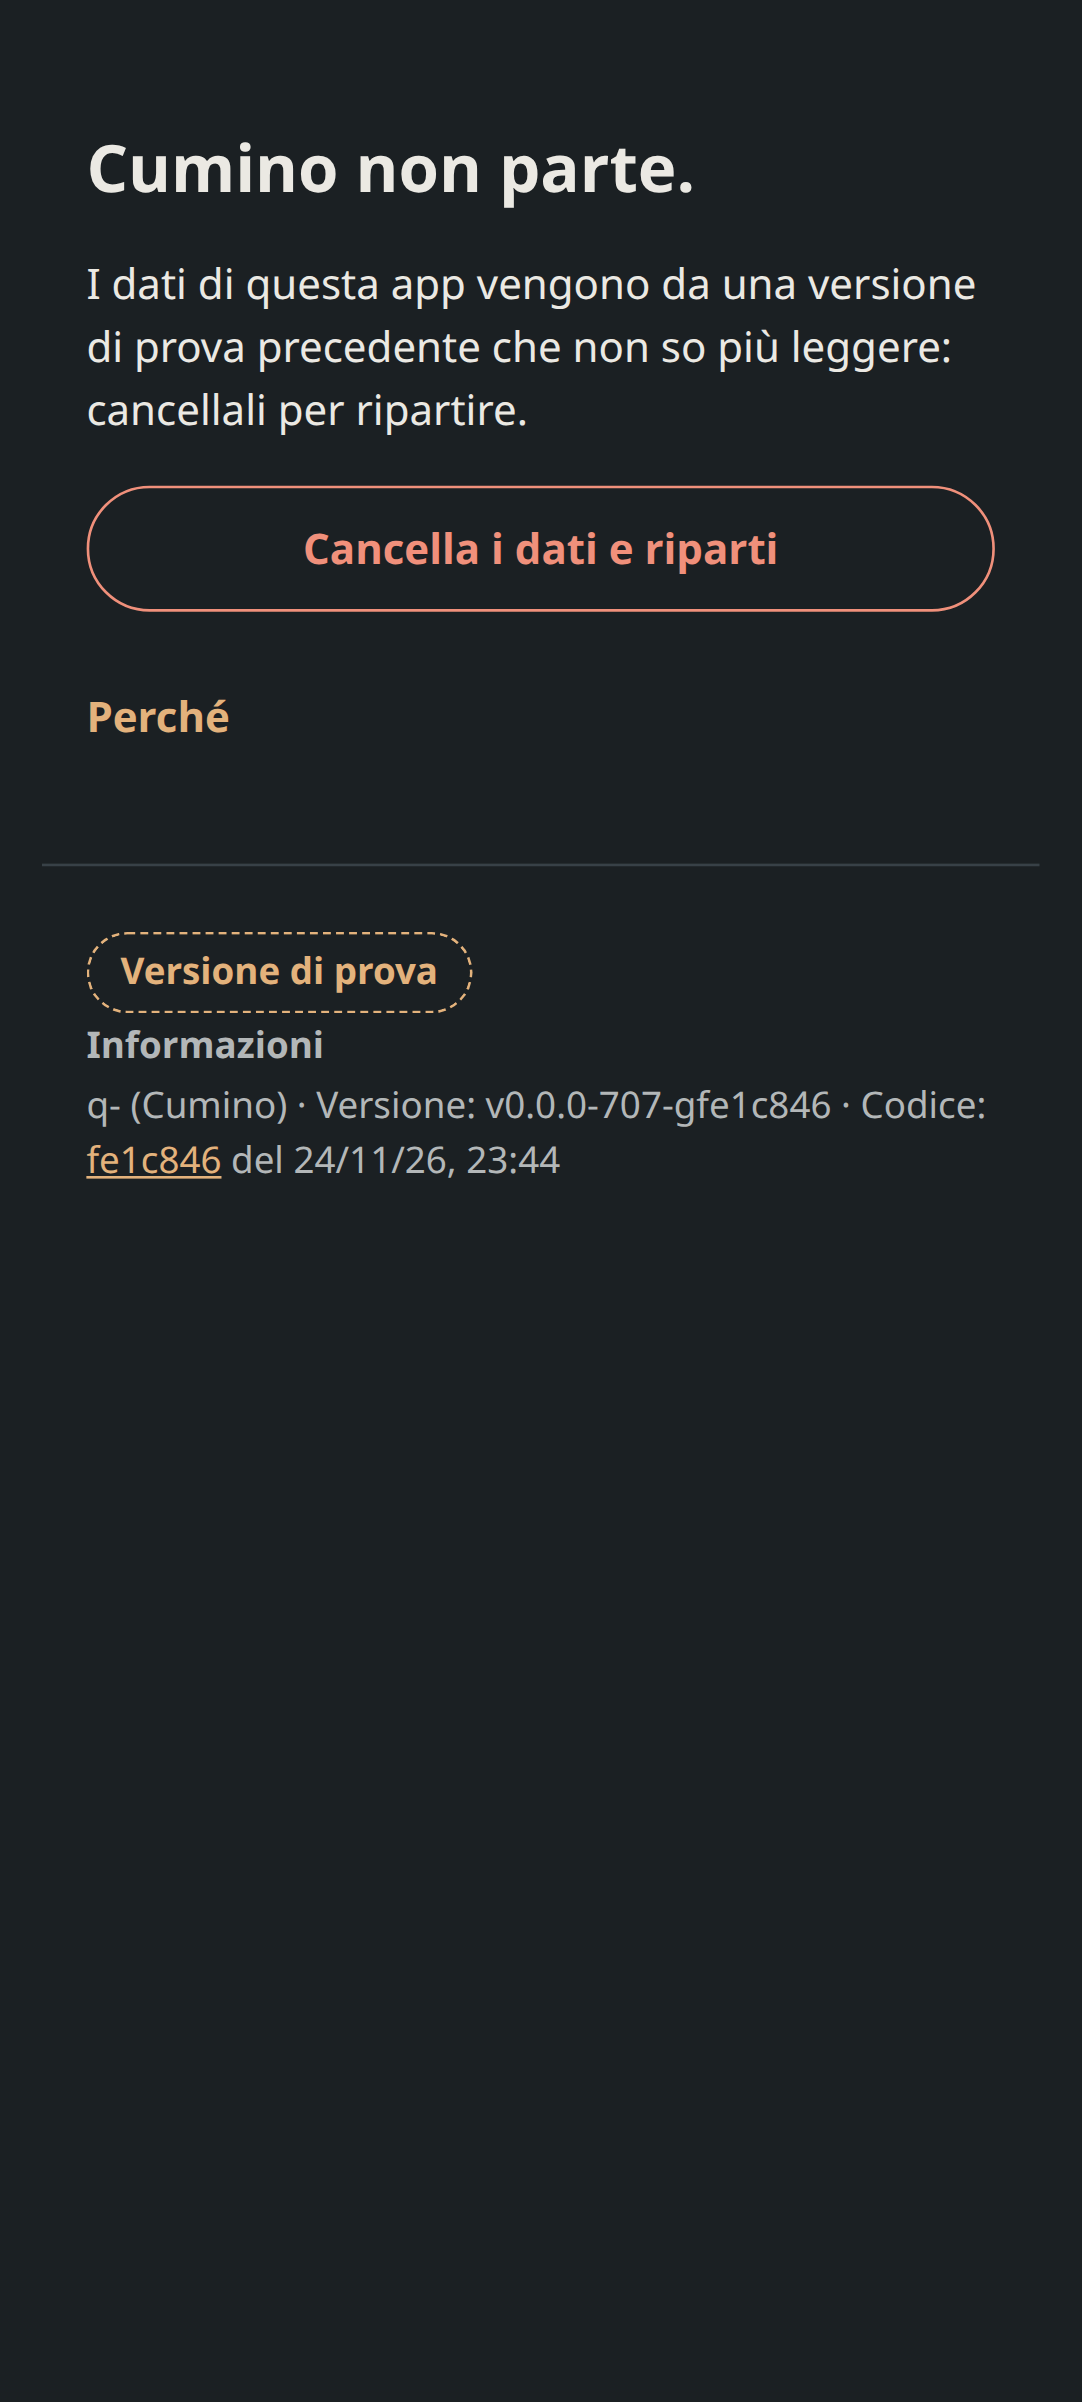 Cumino non parte.
I dati di questa app vengono da una versione
di prova precedente che non so più leggere:
cancellali per ripartire.
Cancella i dati e riparti
Perché
Versione di prova
Informazioni
q- (Cumino) · Versione: v0.0.0-707-gfe1c846 · Codice:
fe1c846 del 24/11/26, 23:44